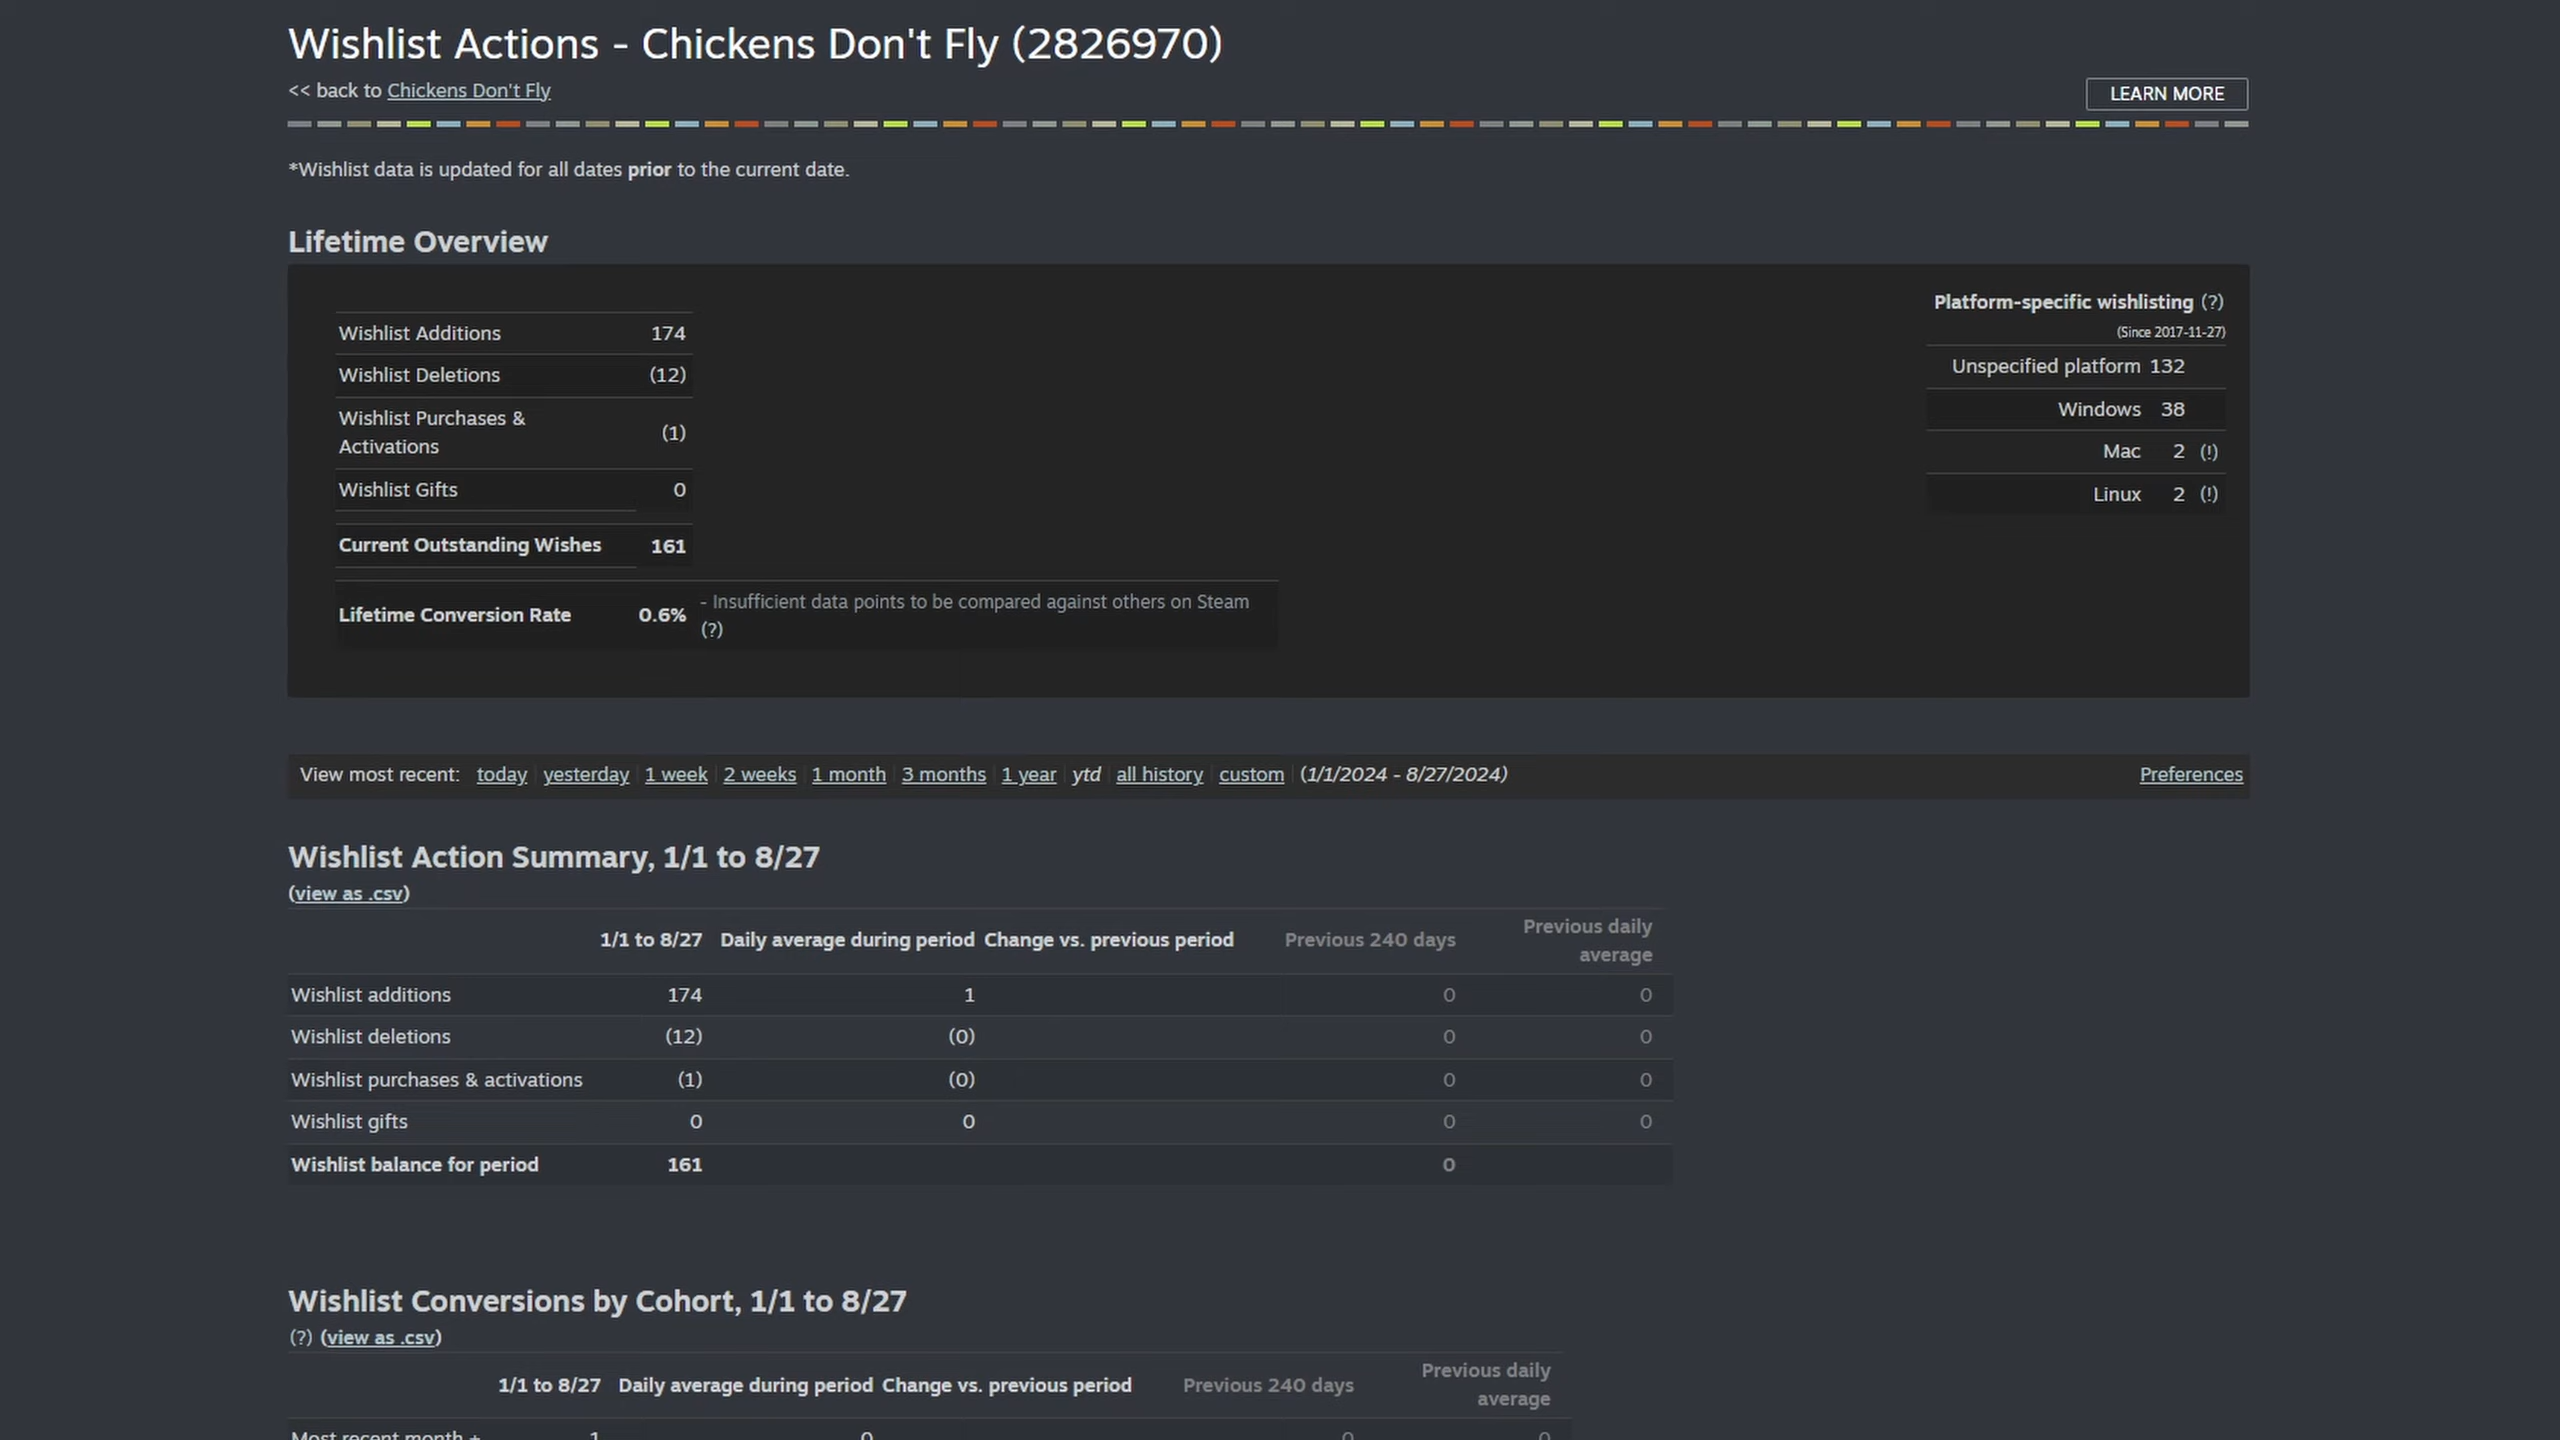 Wishlist Actions - Chickens Don't Fly (2826970)
<< back to Chickens Don't Fly
LEARN MORE
*Wishlist data is updated for all dates prior to the current date.
Lifetime Overview
Wishlist Additions 174
Wishlist Deletions (12)
Wishlist Purchases & Activations (1)
Wishlist Gifts 0
Current Outstanding Wishes 161
Lifetime Conversion Rate 0.6% - Insufficient data points to be compared against others on Steam (?)
Platform-specific wishlisting (?)
(Since 2017-11-27)
Unspecified platform 132
Windows 38
Mac 2 (!)
Linux 2 (!)
View most recent: today yesterday 1 week 2 weeks 1 month 3 months 1 year ytd all history custom (1/1/2024 - 8/27/2024) Preferences
Wishlist Action Summary, 1/1 to 8/27
(view as .csv)
1/1 to 8/27 Daily average during period Change vs. previous period Previous 240 days Previous daily average
Wishlist additions 174 1 0 0
Wishlist deletions (12) (0) 0 0
Wishlist purchases & activations (1) (0) 0 0
Wishlist gifts 0 0 0 0
Wishlist balance for period 161 0
Wishlist Conversions by Cohort, 1/1 to 8/27
(?) (view as .csv)
1/1 to 8/27 Daily average during period Change vs. previous period Previous 240 days Previous daily average
Most recent month + 1 0 0 0